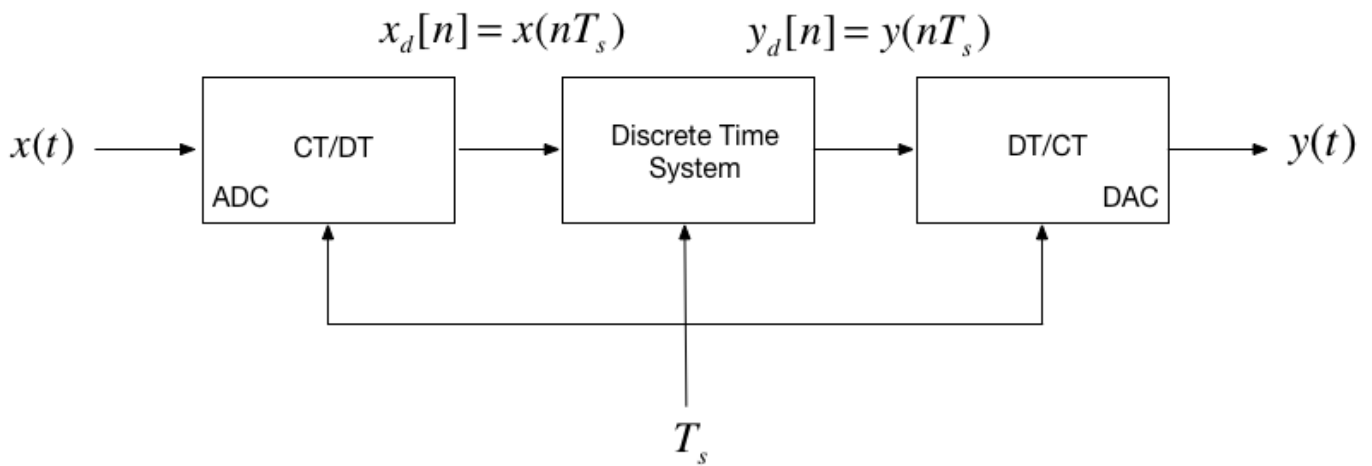 x_d[n] = x(nT_s)
y_d[n] = y(nT_s)
x(t)
CT/DT
ADC
Discrete Time
System
DT/CT
DAC
y(t)
T_s